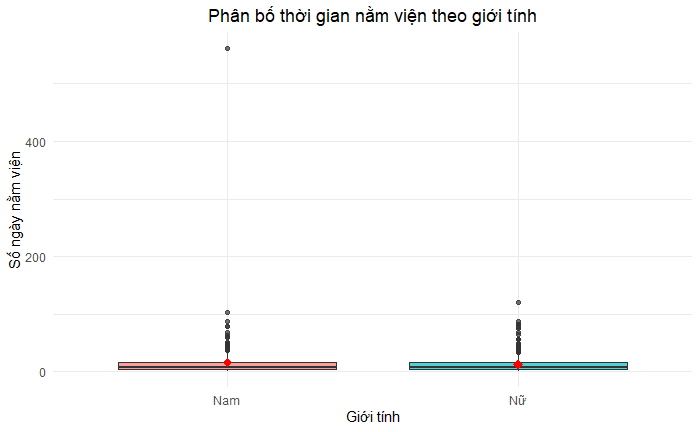 Phân bố thời gian nằm viện theo giới tính
Số ngày nằm viện
400
200
0
Nam
Nữ
Giới tính